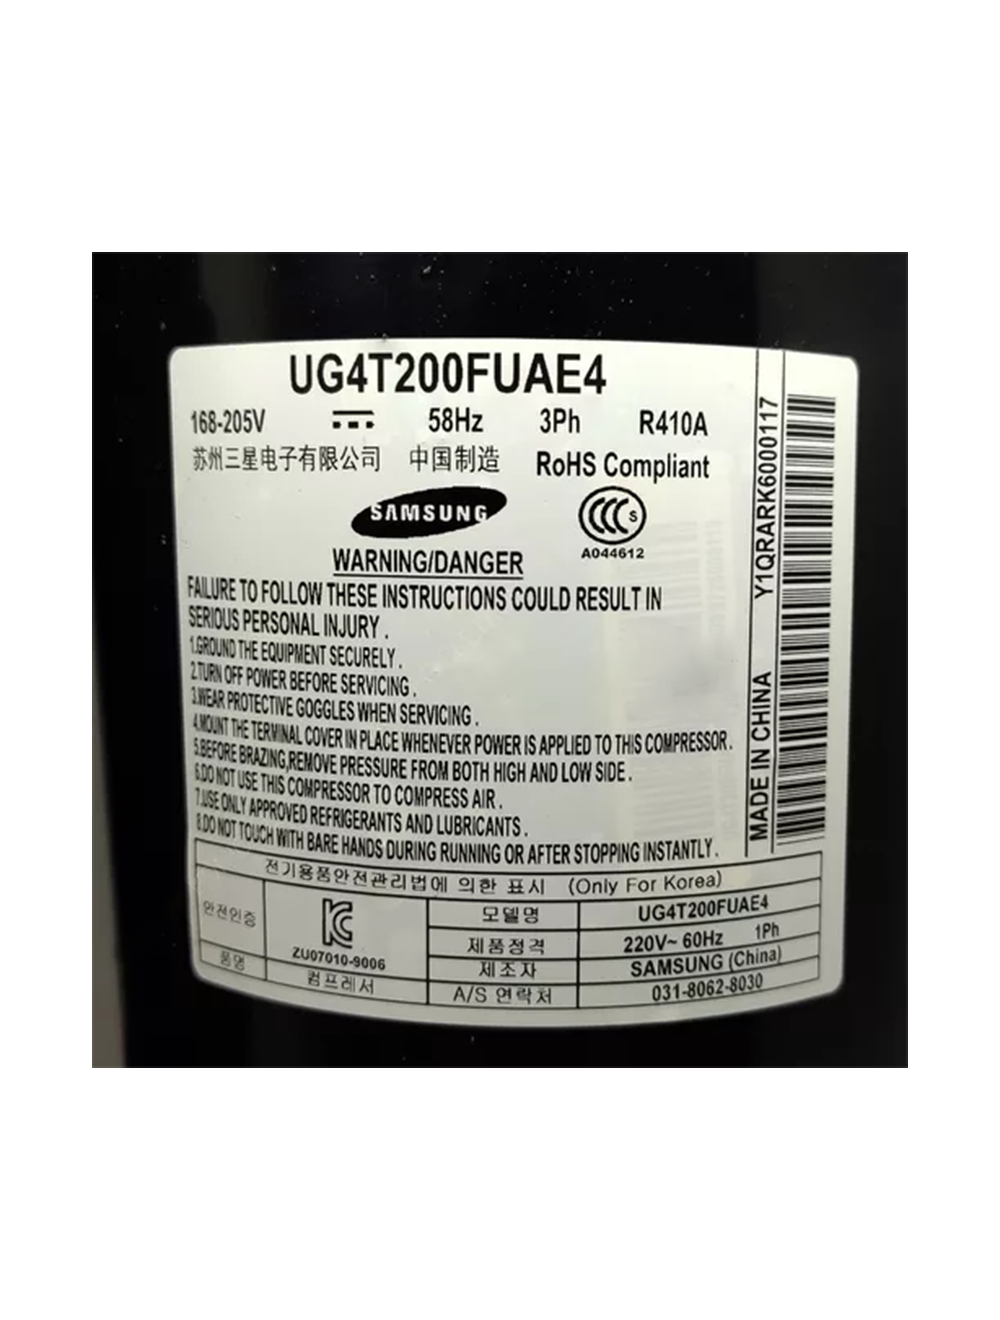 UG4T200FUAE4
168-205V 58Hz 3Ph R410A
苏州三星电子有限公司 中国制造 RoHS Compliant
SAMSUNG
CCC S
A044612
WARNING/DANGER
FAILURE TO FOLLOW THESE INSTRUCTIONS COULD RESULT IN
SERIOUS PERSONAL INJURY .
1.GROUND THE EQUIPMENT SECURELY .
2.TURN OFF POWER BEFORE SERVICING .
3.WEAR PROTECTIVE GOGGLES WHEN SERVICING .
4.MOUNT THE TERMINAL COVER IN PLACE WHENEVER POWER IS APPLIED TO THIS COMPRESSOR .
5.BEFORE BRAZING,REMOVE PRESSURE FROM BOTH HIGH AND LOW SIDE .
6.DO NOT USE THIS COMPRESSOR TO COMPRESS AIR .
7.USE ONLY APPROVED REFRIGERANTS AND LUBRICANTS .
8.DO NOT TOUCH WITH BARE HANDS DURING RUNNING OR AFTER STOPPING INSTANTLY .
MADE IN CHINA Y1QRARK6000117
전기용품안전관리법에 의한 표시 (Only For Korea)
안전인증
ZU07010-9006
모델명 UG4T200FUAE4
제품정격 220V~ 60Hz 1Ph
제조자 SAMSUNG (China)
품명 컴프레서
A/S 연락처 031-8062-8030